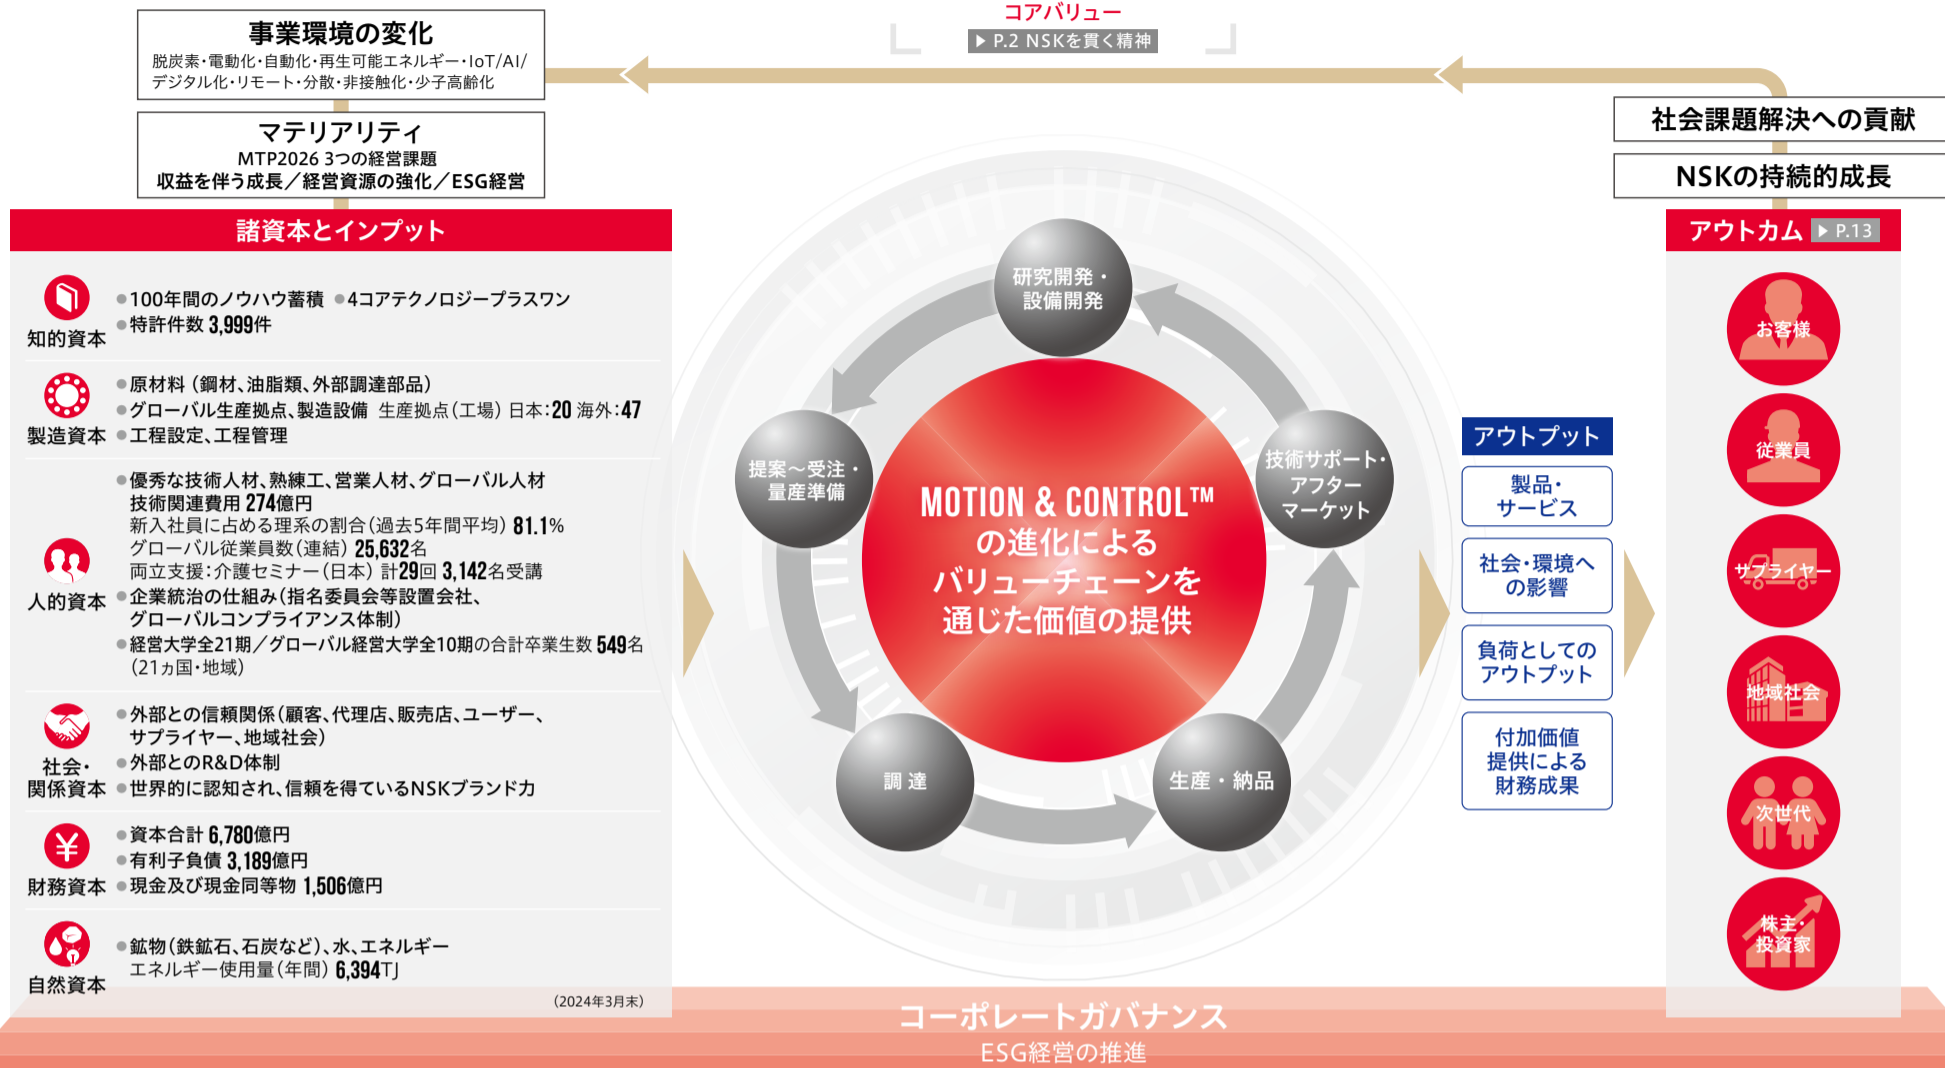 コアバリュー
▶ P.2 NSKを貫く精神
事業環境の変化
脱炭素・電動化・自動化・再生可能エネルギー・IoT/AI/
デジタル化・リモート・分散・非接触化・少子高齢化
マテリアリティ
MTP2026 3つの経営課題
収益を伴う成長／経営資源の強化／ESG経営
諸資本とインプット
知的資本
●100年間のノウハウ蓄積 ●4コアテクノロジープラスワン
●特許件数 3,999件
製造資本
●原材料（鋼材、油脂類、外部調達部品）
●グローバル生産拠点、製造設備 生産拠点（工場）日本：20 海外：47
●工程設定、工程管理
人的資本
●優秀な技術人材、熟練工、営業人材、グローバル人材
技術関連費用 274億円
新入社員に占める理系の割合（過去5年間平均）81.1%
グローバル従業員数（連結）25,632名
両立支援：介護セミナー（日本）計29回 3,142名受講
●企業統治の仕組み（指名委員会等設置会社、
グローバルコンプライアンス体制）
●経営大学全21期／グローバル経営大学全10期の合計卒業生数 549名
（21ヵ国・地域）
社会・
関係資本
●外部との信頼関係（顧客、代理店、販売店、ユーザー、
サプライヤー、地域社会）
●外部とのR&D体制
●世界的に認知され、信頼を得ているNSKブランド力
財務資本
●資本合計 6,780億円
●有利子負債 3,189億円
●現金及び現金同等物 1,506億円
自然資本
●鉱物（鉄鉱石、石炭など）、水、エネルギー
エネルギー使用量（年間）6,394TJ
（2024年3月末）
研究開発・
設備開発
提案〜受注・
量産準備
調 達
生産・納品
技術サポート・
アフター
マーケット
MOTION & CONTROL™
の進化による
バリューチェーンを
通じた価値の提供
アウトプット
製品・
サービス
社会・環境へ
の影響
負荷としての
アウトプット
付加価値
提供による
財務成果
社会課題解決への貢献
NSKの持続的成長
アウトカム ▶ P.13
お客様
従業員
サプライヤー
地域社会
次世代
株主・
投資家
コーポレートガバナンス
ESG経営の推進